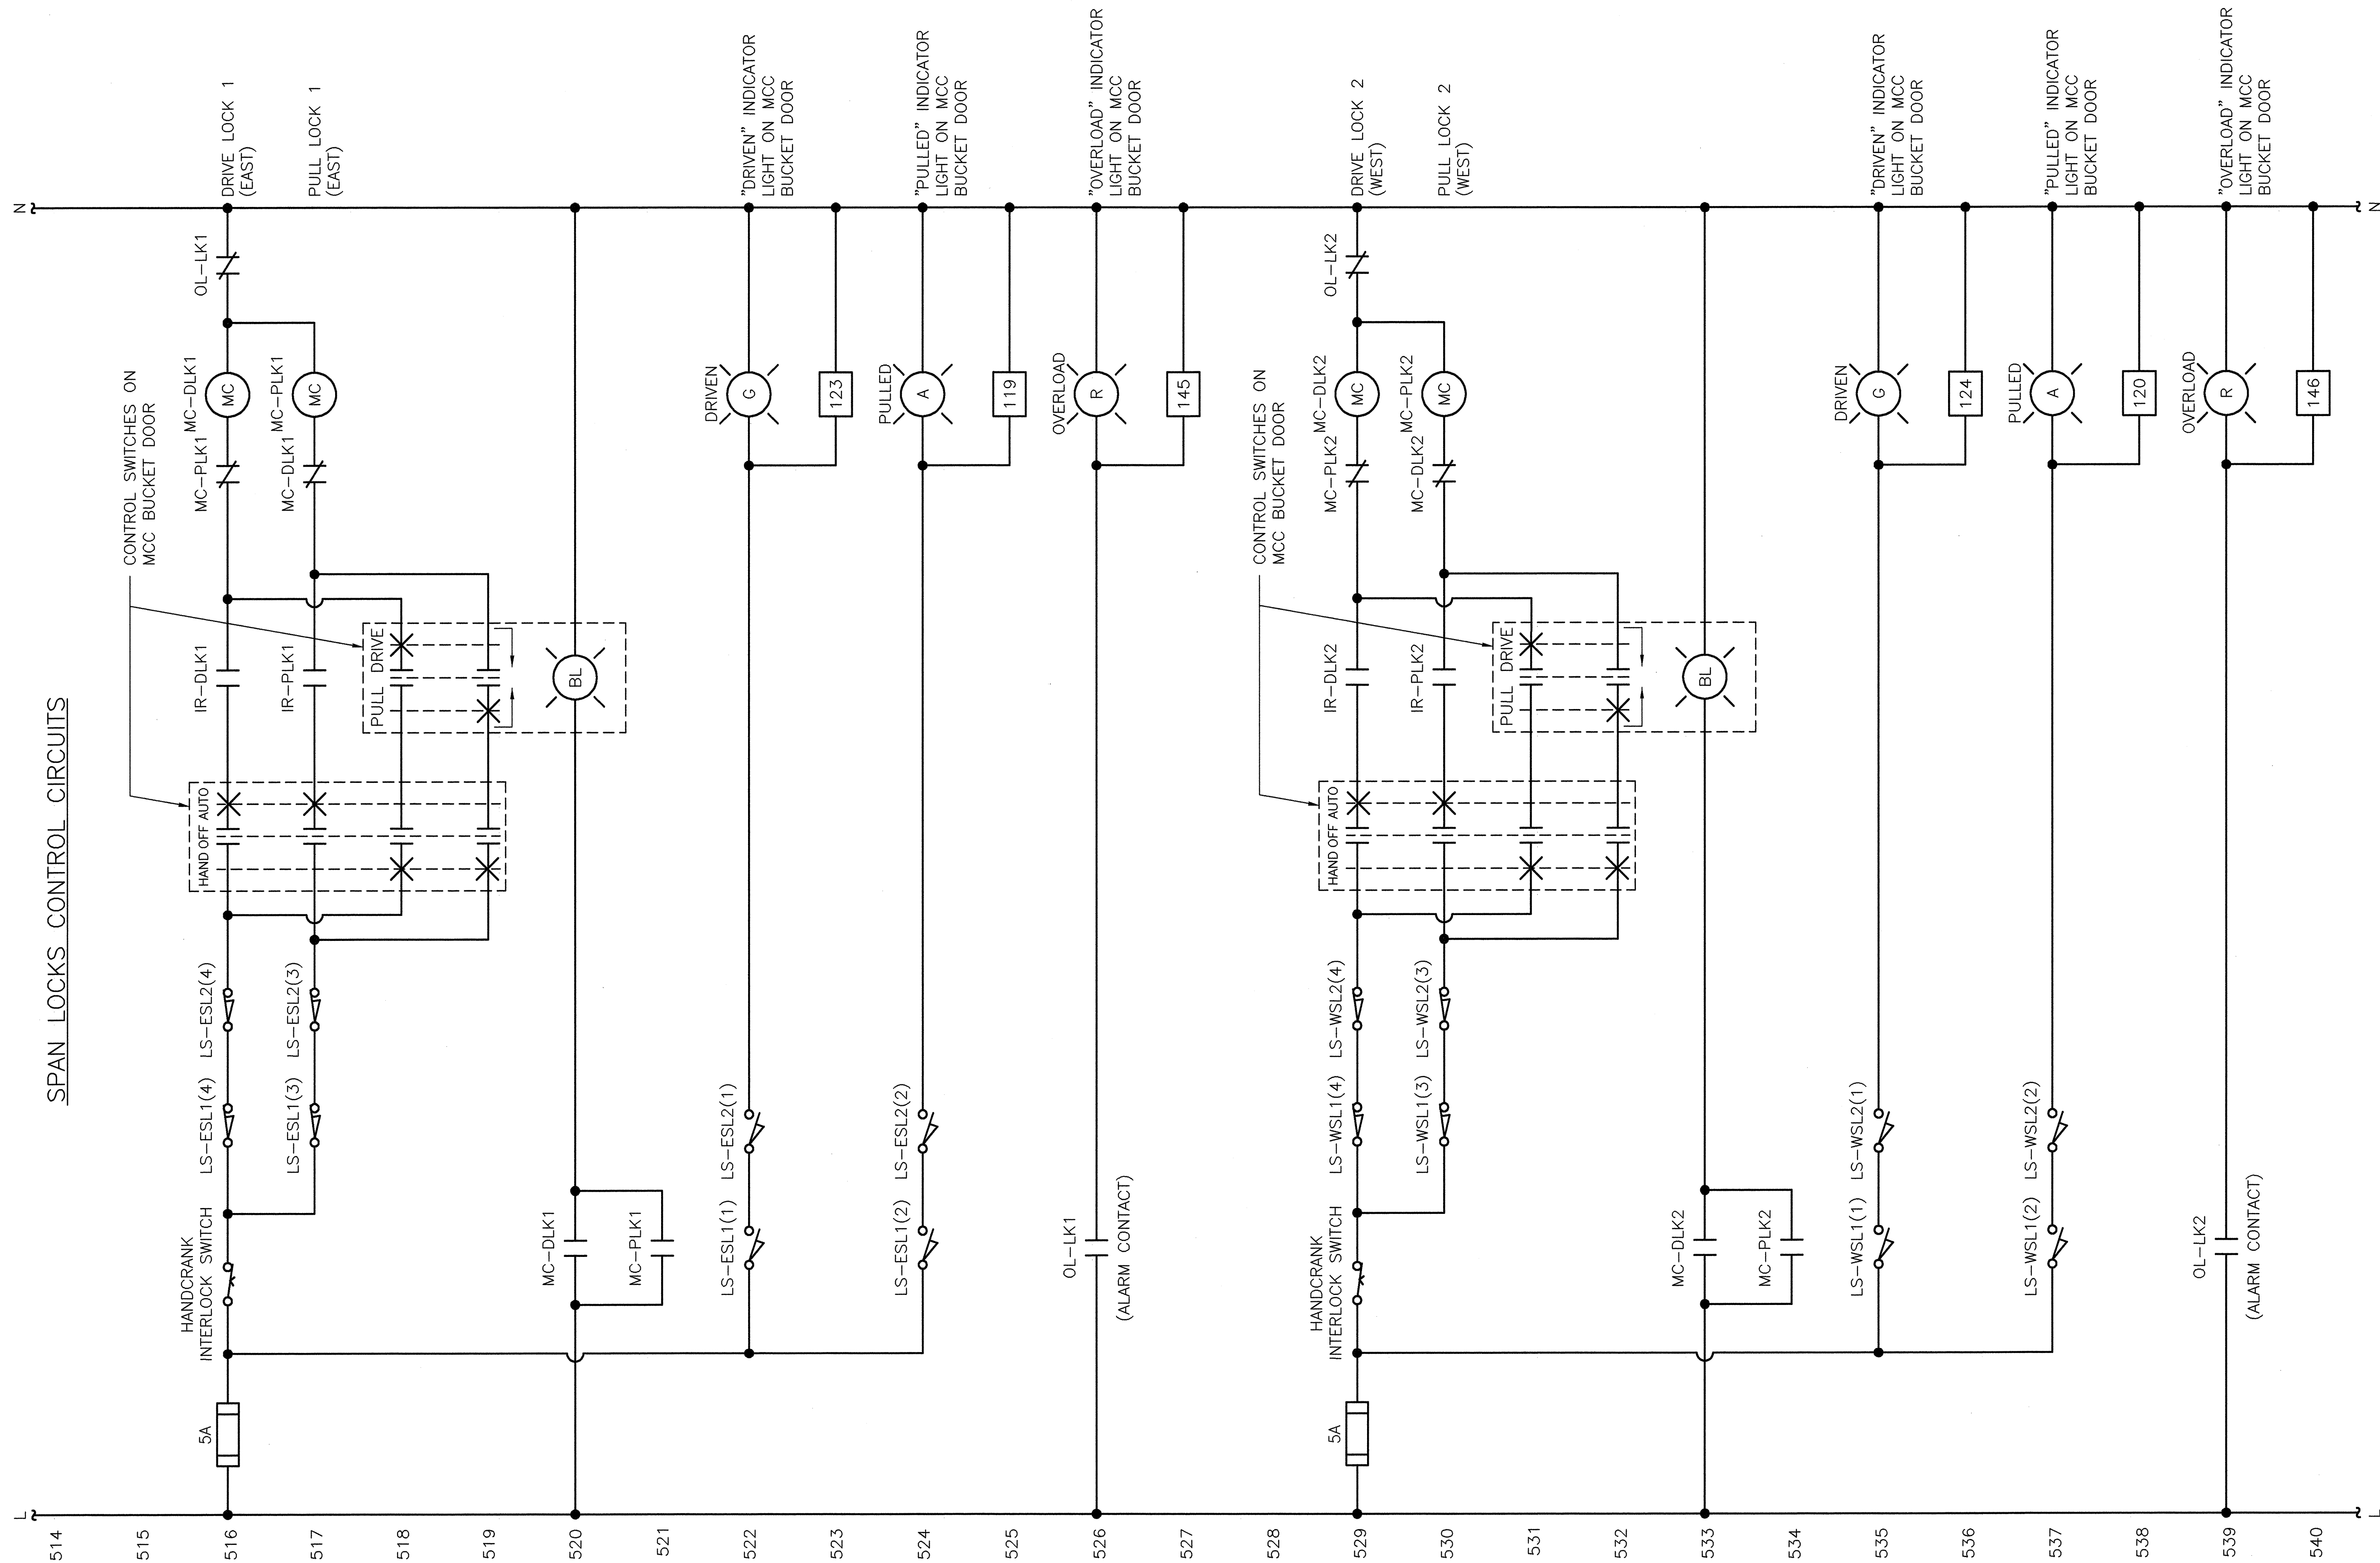 SPAN LOCKS CONTROL CIRCUITS
L
N
514
515
CONTROL SWITCHES ON
MCC BUCKET DOOR
516
5A
HANDCRANK
INTERLOCK SWITCH
LS-ESL1(4)
LS-ESL2(4)
HAND OFF AUTO
IR-DLK1
MC-PLK1
MC-DLK1
MC
OL-LK1
DRIVE LOCK 1
(EAST)
517
LS-ESL1(3)
LS-ESL2(3)
IR-PLK1
MC-DLK1
MC-PLK1
MC
PULL LOCK 1
(EAST)
518
PULL DRIVE
519
520
MC-DLK1
BL
521
MC-PLK1
522
LS-ESL1(1)
LS-ESL2(1)
DRIVEN
G
"DRIVEN" INDICATOR
LIGHT ON MCC
BUCKET DOOR
523
123
524
LS-ESL1(2)
LS-ESL2(2)
PULLED
A
"PULLED" INDICATOR
LIGHT ON MCC
BUCKET DOOR
525
119
526
OL-LK1
(ALARM CONTACT)
OVERLOAD
R
"OVERLOAD" INDICATOR
LIGHT ON MCC
BUCKET DOOR
527
145
528
CONTROL SWITCHES ON
MCC BUCKET DOOR
529
5A
HANDCRANK
INTERLOCK SWITCH
LS-WSL1(4)
LS-WSL2(4)
HAND OFF AUTO
IR-DLK2
MC-PLK2
MC-DLK2
MC
OL-LK2
DRIVE LOCK 2
(WEST)
530
LS-WSL1(3)
LS-WSL2(3)
IR-PLK2
MC-DLK2
MC-PLK2
MC
PULL LOCK 2
(WEST)
531
PULL DRIVE
532
533
MC-DLK2
BL
534
MC-PLK2
535
LS-WSL1(1)
LS-WSL2(1)
DRIVEN
G
"DRIVEN" INDICATOR
LIGHT ON MCC
BUCKET DOOR
536
124
537
LS-WSL1(2)
LS-WSL2(2)
PULLED
A
"PULLED" INDICATOR
LIGHT ON MCC
BUCKET DOOR
538
120
539
OL-LK2
(ALARM CONTACT)
OVERLOAD
R
"OVERLOAD" INDICATOR
LIGHT ON MCC
BUCKET DOOR
540
146
L
N